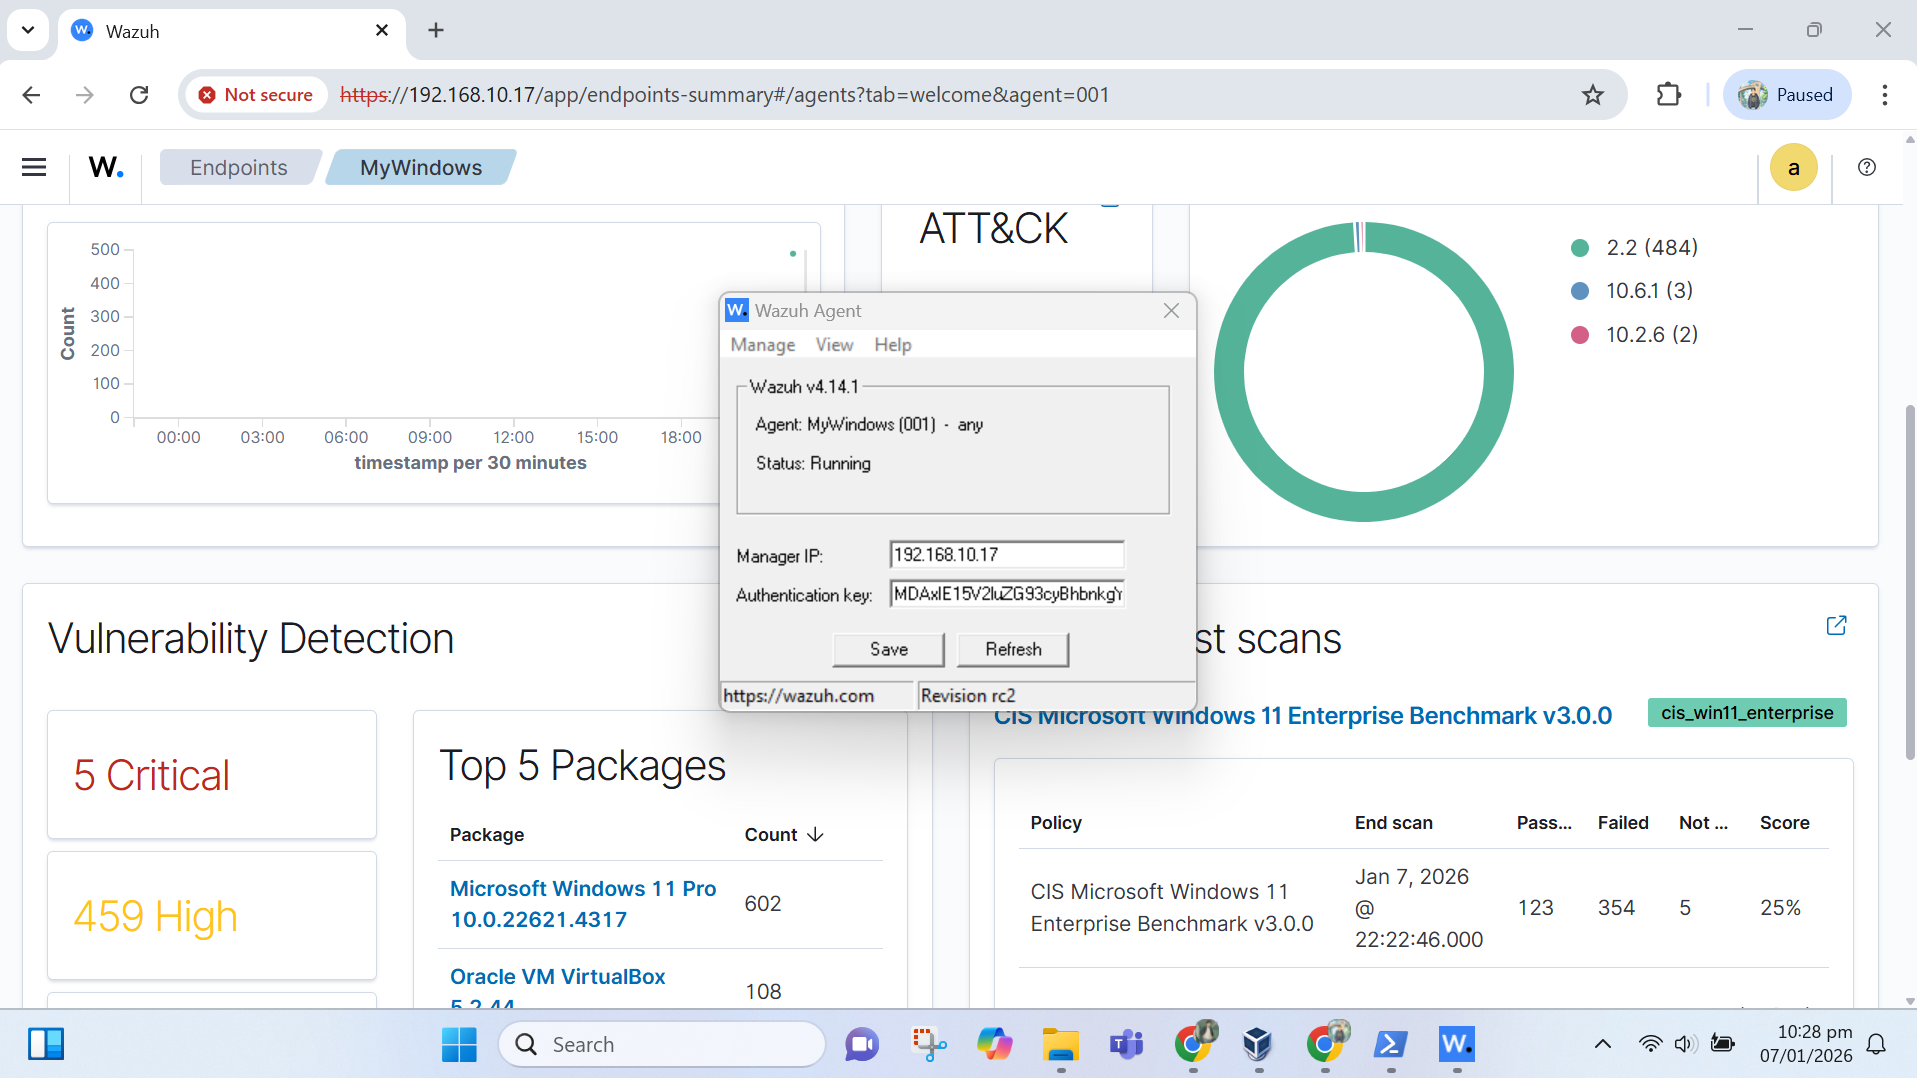 Wazuh
Not secure
https://192.168.10.17/app/endpoints-summary#/agents?tab=welcome&agent=001
Paused
W.
Endpoints
MyWindows
a
500
400
300
200
100
0
Count
00:00 03:00 06:00 09:00 12:00 15:00 18:00
timestamp per 30 minutes
ATT&CK
2.2 (484)
10.6.1 (3)
10.2.6 (2)
W. Wazuh Agent
Manage View Help
Wazuh v4.14.1
Agent: MyWindows (001) - any
Status: Running
Manager IP: 192.168.10.17
Authentication key:
Save Refresh
https://wazuh.com Revision rc2
Vulnerability Detection
5 Critical
459 High
Top 5 Packages
Package Count
Microsoft Windows 11 Pro
10.0.22621.4317
602
Oracle VM VirtualBox
5.2.44
108
st scans
CIS Microsoft Windows 11 Enterprise Benchmark v3.0.0
cis_win11_enterprise
Policy End scan Pass... Failed Not ... Score
CIS Microsoft Windows 11
Enterprise Benchmark v3.0.0
Jan 7, 2026
@
22:22:46.000
123 354 5 25%
Search
W.
10:28 pm
07/01/2026